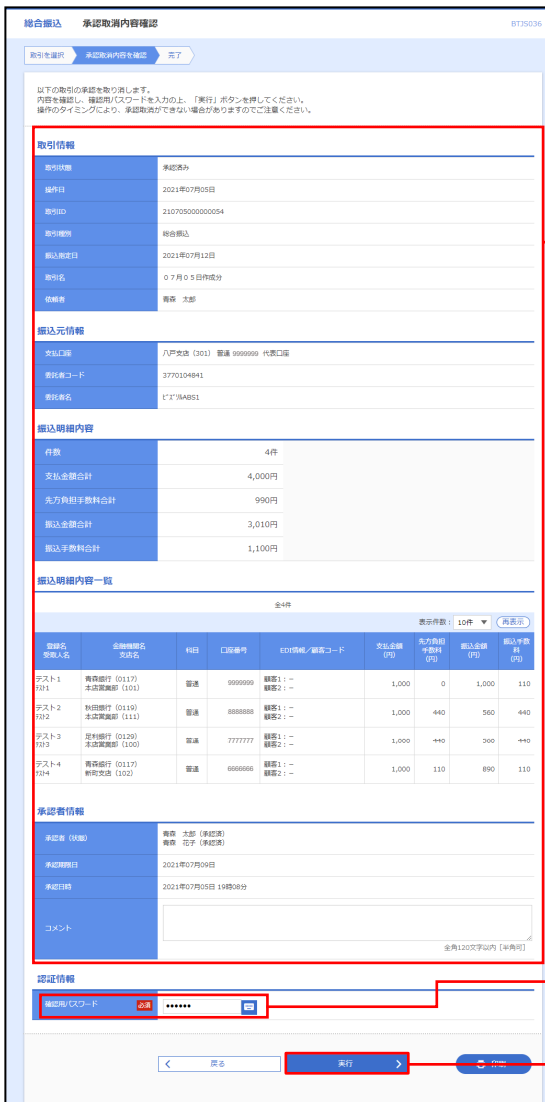 総合振込 承認取消内容確認 BTJS036
取引を選択 承認取消内容を確認 完了
以下の取引の承認を取り消します。
内容を確認し、確認用パスワードを入力の上、「実行」ボタンを押してください。
操作のタイミングにより、承認取消ができない場合がありますのでご注意ください。
取引情報
取引状態 承認済み
操作日 2021年07月05日
取引ID 210705000000054
取引種別 総合振込
振込指定日 2021年07月12日
取引名 07月05日作成分
依頼者 青森 太郎
振込元情報
支払口座 八戸支店（301） 普通 9999999 代表口座
委託者コード 3770104841
委託者名
振込明細内容
件数 4件
支払金額合計 4,000円
先方負担手数料合計 990円
振込金額合計 3,010円
振込手数料合計 1,100円
振込明細内容一覧
全4件
表示件数： 10件 ▼ 再表示
登録名 金融機関名 科目 口座番号 EDI情報／顧客コード 支払金額 先方負担 振込金額 振込手数
受取人名 支店名 (円) 手数料 (円) 料
(円) (円)
テスト1 青森銀行（0117） 普通 9999999 顧客1：－ 1,000 0 1,000 110
ﾃｽﾄ1 本店営業部（101） 顧客2：－
テスト2 秋田銀行（0119） 普通 8888888 顧客1：－ 1,000 440 560 440
ﾃｽﾄ2 本店営業部（111） 顧客2：－
テスト3 足利銀行（0129） 普通 7777777 顧客1：－ 1,000 440 560 440
ﾃｽﾄ3 本店営業部（100） 顧客2：－
テスト4 青森銀行（0117） 普通 6666666 顧客1：－ 1,000 110 890 110
ﾃｽﾄ4 新町支店（102） 顧客2：－
承認者情報
承認者（状態） 青森 太郎（承認済）
青森 花子（承認済）
承認期限日 2021年07月09日
承認日時 2021年07月05日 19時08分
コメント
全角120文字以内［半角可］
認証情報
確認用パスワード 必須 ●●●●●●
戻る 実行